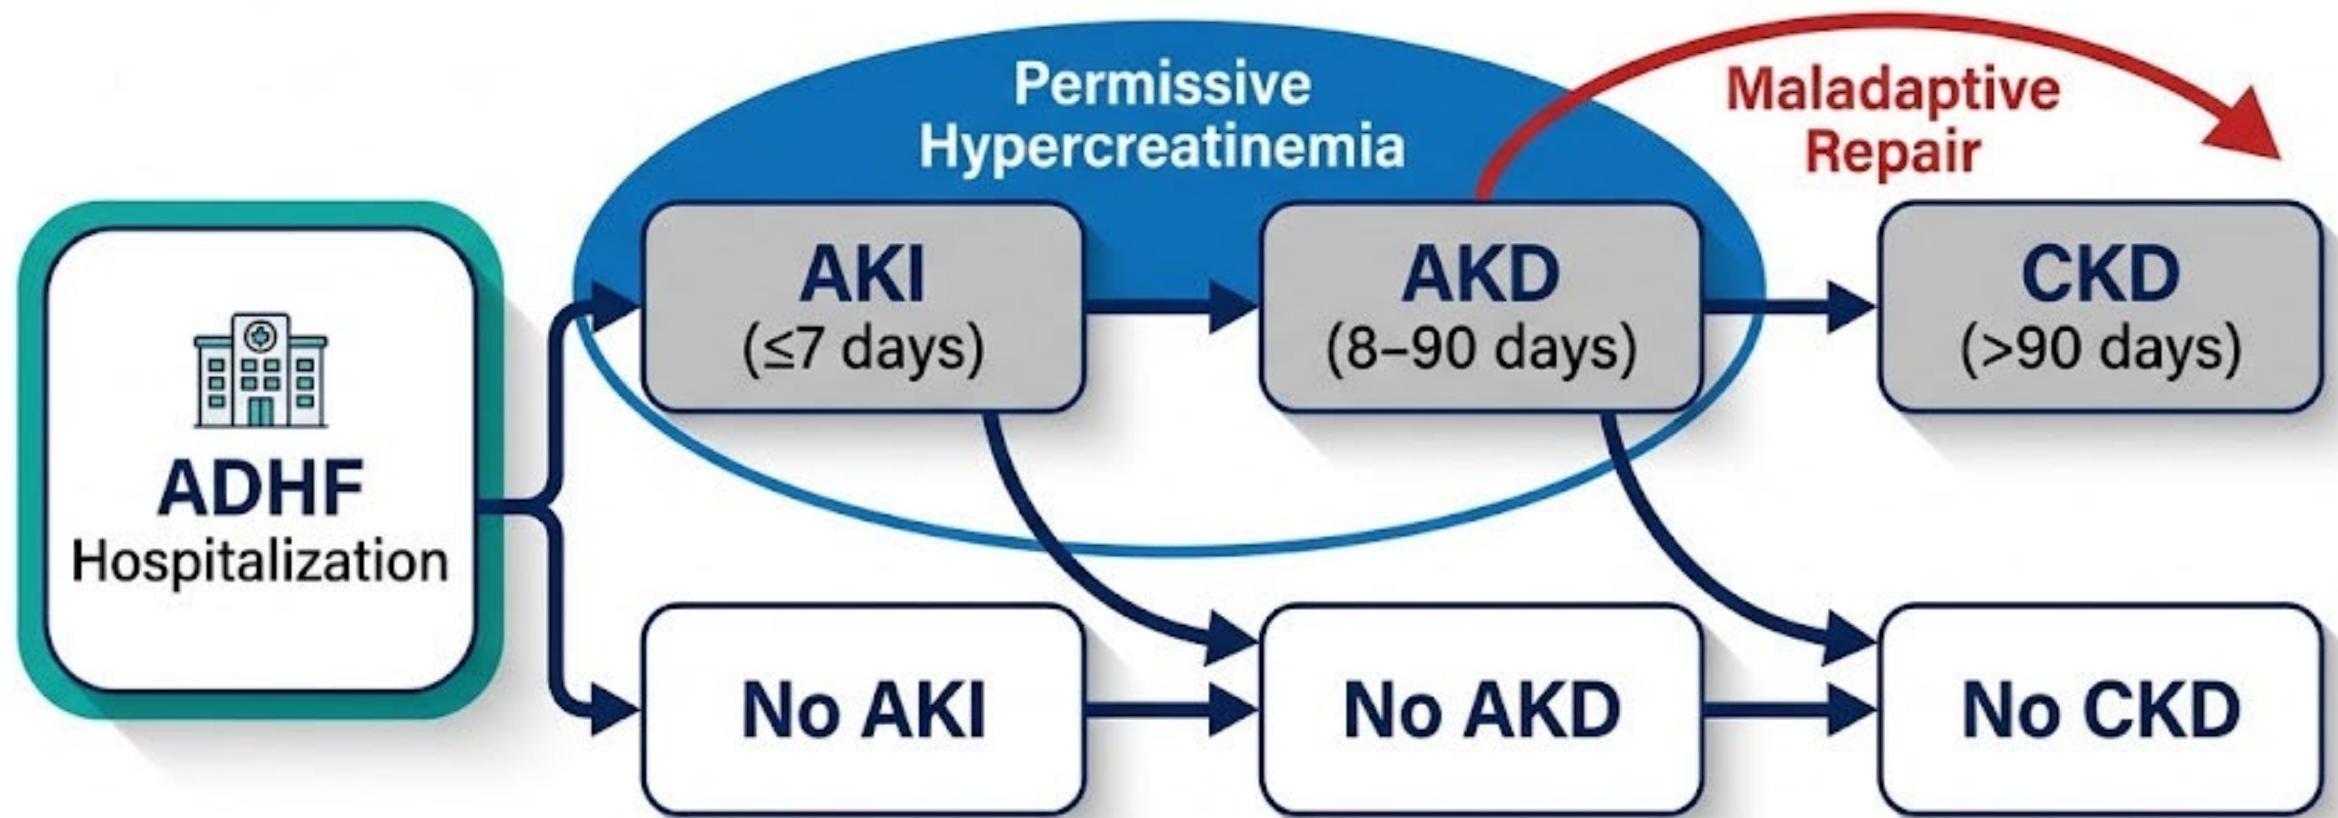 Permissive
Hypercreatinemia
Maladaptive
Repair
ADHF
Hospitalization
AKI
(≤7 days)
AKD
(8–90 days)
CKD
(>90 days)
No AKI
No AKD
No CKD